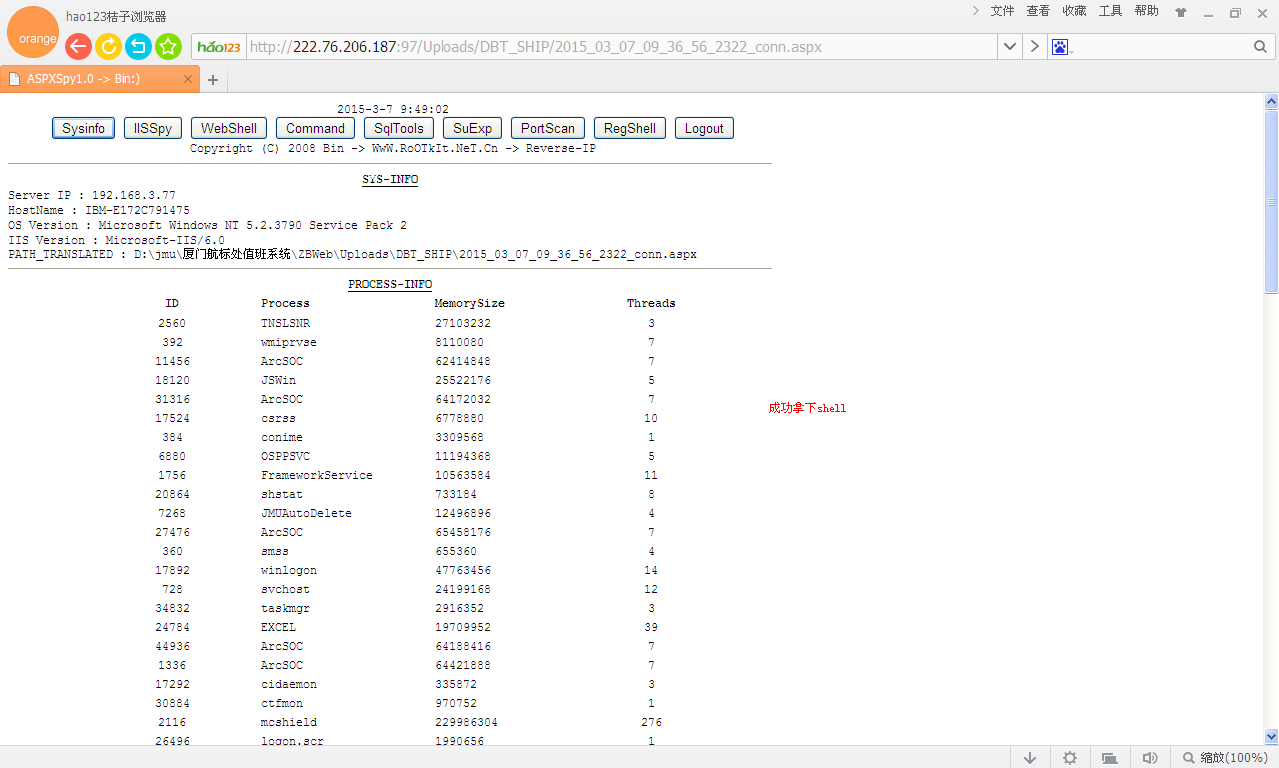 hao123桔子浏览器
文件 查看 收藏 工具 帮助
orange
hao123 http://222.76.206.187:97/Uploads/DBT_SHIP/2015_03_07_09_36_56_2322_conn.aspx
ASPXSpy1.0 -> Bin:)
2015-3-7 9:49:02
Sysinfo IISSpy WebShell Command SqlTools SuExp PortScan RegShell Logout
Copyright (C) 2008 Bin -> WwW.RoOTkIt.NeT.Cn -> Reverse-IP
SYS-INFO
Server IP : 192.168.3.77
HostName : IBM-E172C791475
OS Version : Microsoft Windows NT 5.2.3790 Service Pack 2
IIS Version : Microsoft-IIS/6.0
PATH_TRANSLATED : D:\jmu\厦门航标处值班系统\ZBWeb\Uploads\DBT_SHIP\2015_03_07_09_36_56_2322_conn.aspx
PROCESS-INFO
ID Process MemorySize Threads
2560 TNSLSNR 27103232 3
392 wmiprvse 8110080 7
11456 ArcSOC 62414848 7
18120 JSWin 25522176 5
31316 ArcSOC 64172032 7
成功拿下shell
17524 csrss 6778880 10
384 conime 3309568 1
6880 OSPPSVC 11194368 5
1756 FrameworkService 10563584 11
20864 shstat 733184 8
7268 JMUAutoDelete 12496896 4
27476 ArcSOC 65458176 7
360 smss 655360 4
17892 winlogon 47763456 14
728 svchost 24199168 12
34832 taskmgr 2916352 3
24784 EXCEL 19709952 39
44936 ArcSOC 64188416 7
1336 ArcSOC 64421888 7
17292 cidaemon 335872 3
30884 ctfmon 970752 1
2116 mcshield 229986304 276
26496 logon.scr 1990656 1
缩放(100%)